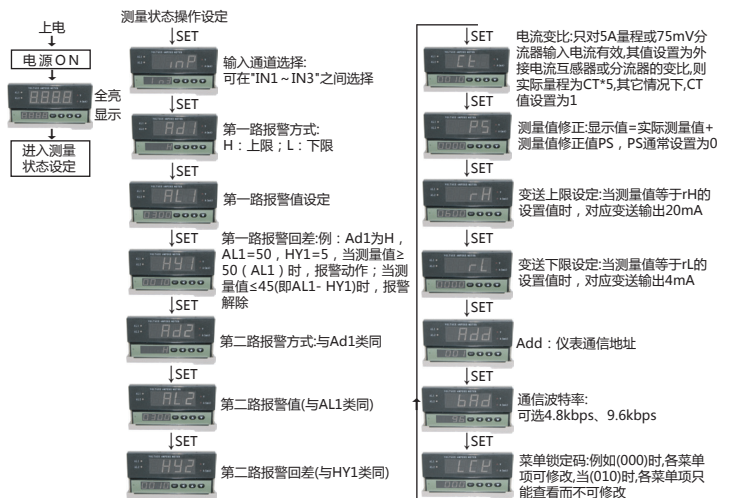 测量状态操作设定
上电
电源ON
8.8.8.8.
全亮
显示
进入测量
状态设定
SET
inP
输入通道选择:
可在"IN1～IN3"之间选择
SET
Ad1
第一路报警方式:
H：上限；L：下限
SET
AL1
第一路报警值设定
SET
HY1
第一路报警回差:例：Ad1为H，
AL1=50，HY1=5，当测量值≥
50（AL1）时，报警动作；当测
量值≤45(即AL1- HY1)时，报警
解除
SET
Ad2
第二路报警方式:与Ad1类同
SET
AL2
第二路报警值(与AL1类同)
SET
HY2
第二路报警回差(与HY1类同)
SET
Ct
电流变比:只对5A量程或75mV分
流器输入电流有效,其值设置为外
接电流互感器或分流器的变比,则
实际量程为CT*5,其它情况下,CT
值设置为1
SET
PS
测量值修正:显示值=实际测量值+
测量值修正值PS，PS通常设置为0
SET
rH
变送上限设定:当测量值等于rH的
设置值时，对应变送输出20mA
SET
rL
变送下限设定:当测量值等于rL的
设置值时，对应变送输出4mA
SET
Add
Add：仪表通信地址
SET
bAd
通信波特率:
可选4.8kbps、9.6kbps
SET
LCK
菜单锁定码:例如(000)时,各菜单
项可修改,当(010)时,各菜单项只
能查看而不可修改